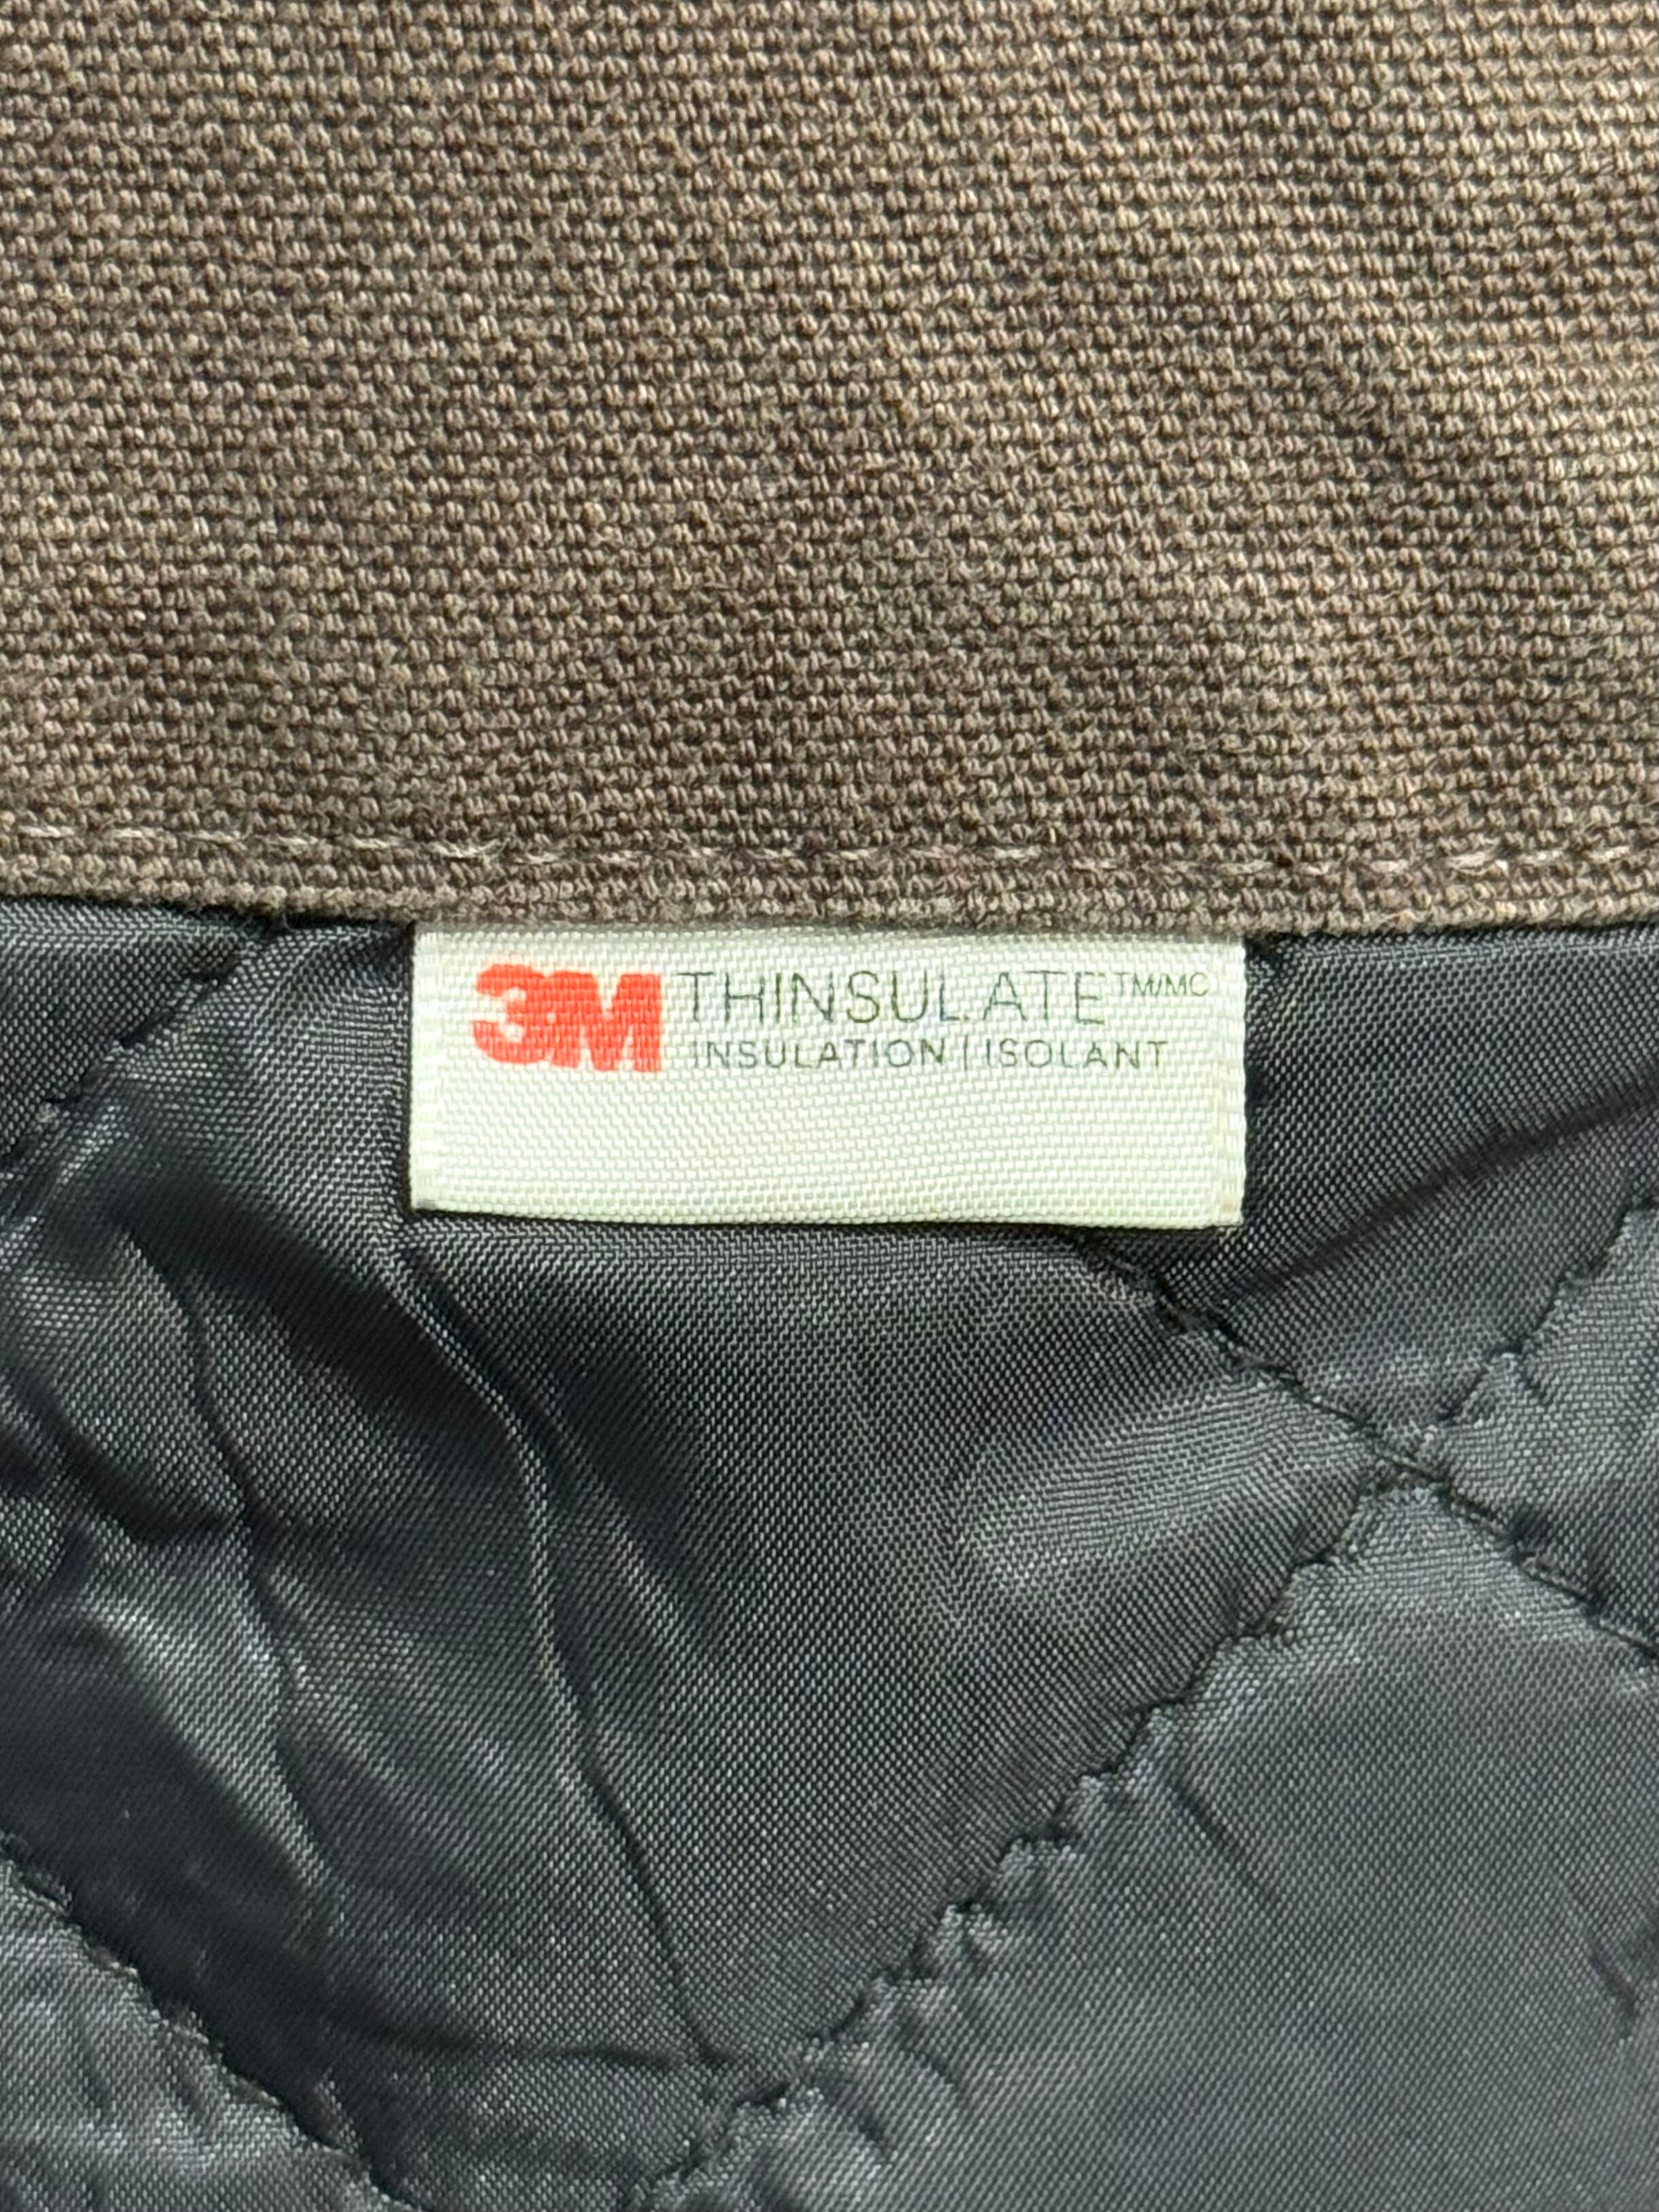 3M THINSULATE™/MC
INSULATION | ISOLANT